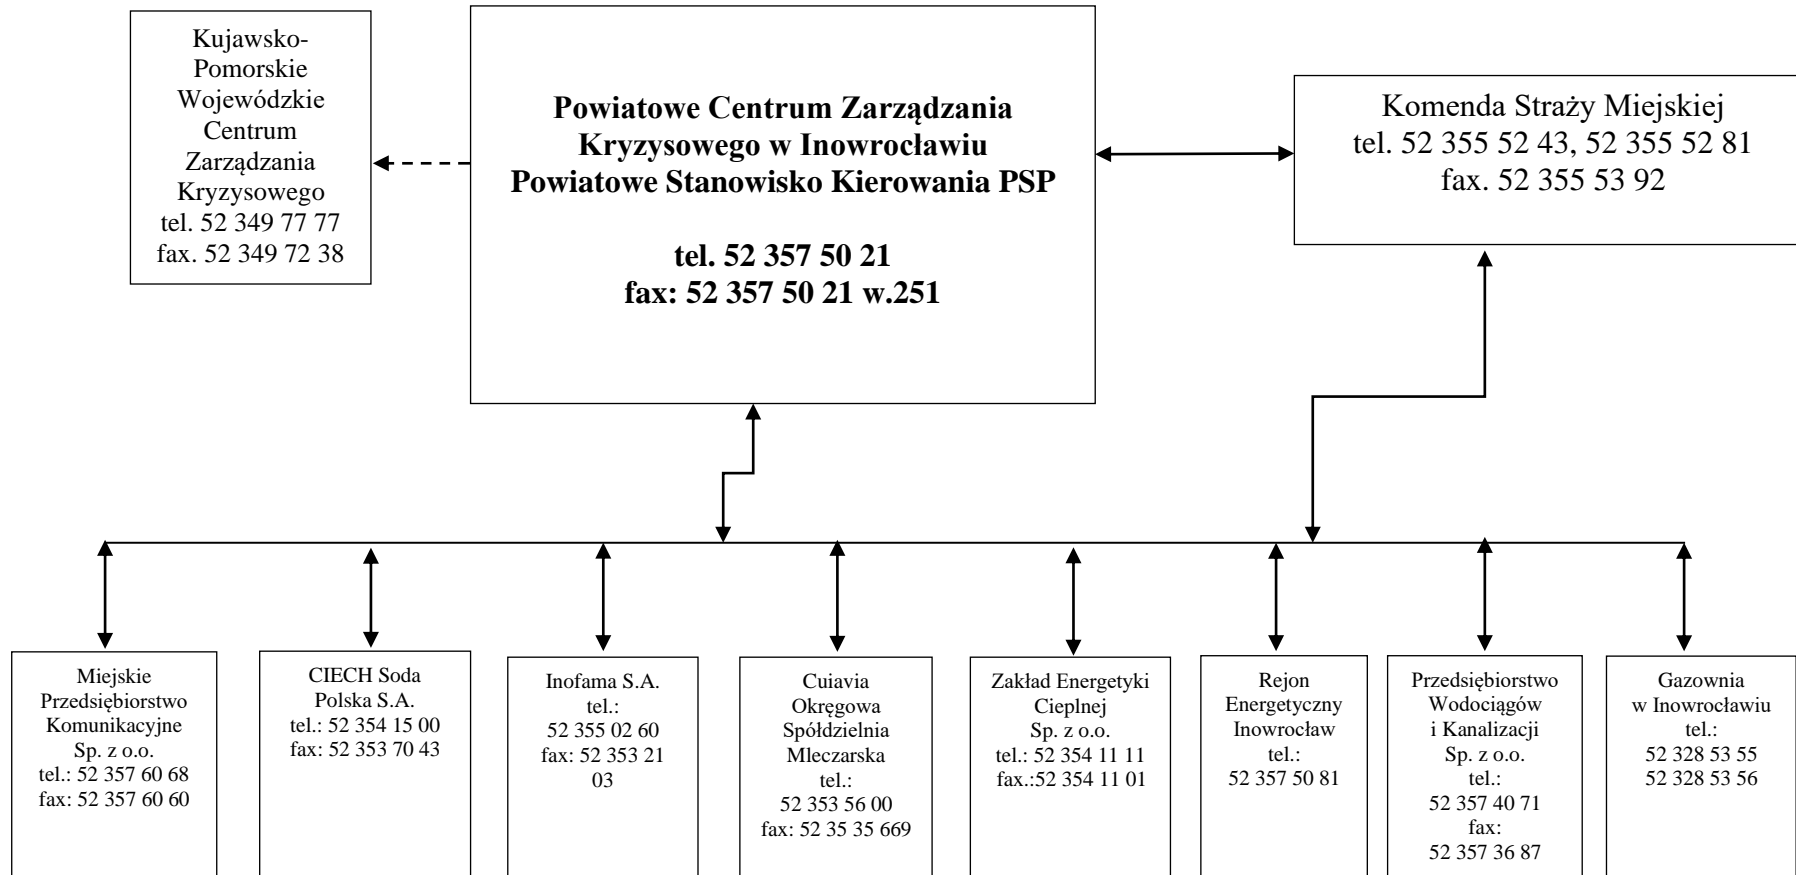 Kujawsko-
Pomorskie
Wojewódzkie
Centrum
Zarządzania
Kryzysowego
tel. 52 349 77 77
fax. 52 349 72 38
Powiatowe Centrum Zarządzania
Kryzysowego w Inowrocławiu
Powiatowe Stanowisko Kierowania PSP
tel. 52 357 50 21
fax: 52 357 50 21 w.251
Komenda Straży Miejskiej
tel. 52 355 52 43, 52 355 52 81
fax. 52 355 53 92
Miejskie
Przedsiębiorstwo
Komunikacyjne
Sp. z o.o.
tel.: 52 357 60 68
fax: 52 357 60 60
CIECH Soda
Polska S.A.
tel.: 52 354 15 00
fax: 52 353 70 43
Inofama S.A.
tel.:
52 355 02 60
fax: 52 353 21
03
Cuiavia
Okręgowa
Spółdzielnia
Mleczarska
tel.:
52 353 56 00
fax: 52 35 35 669
Zakład Energetyki
Cieplnej
Sp. z o.o.
tel.: 52 354 11 11
fax.:52 354 11 01
Rejon
Energetyczny
Inowrocław
tel.:
52 357 50 81
Przedsiębiorstwo
Wodociągów
i Kanalizacji
Sp. z o.o.
tel.:
52 357 40 71
fax:
52 357 36 87
Gazownia
w Inowrocławiu
tel.:
52 328 53 55
52 328 53 56